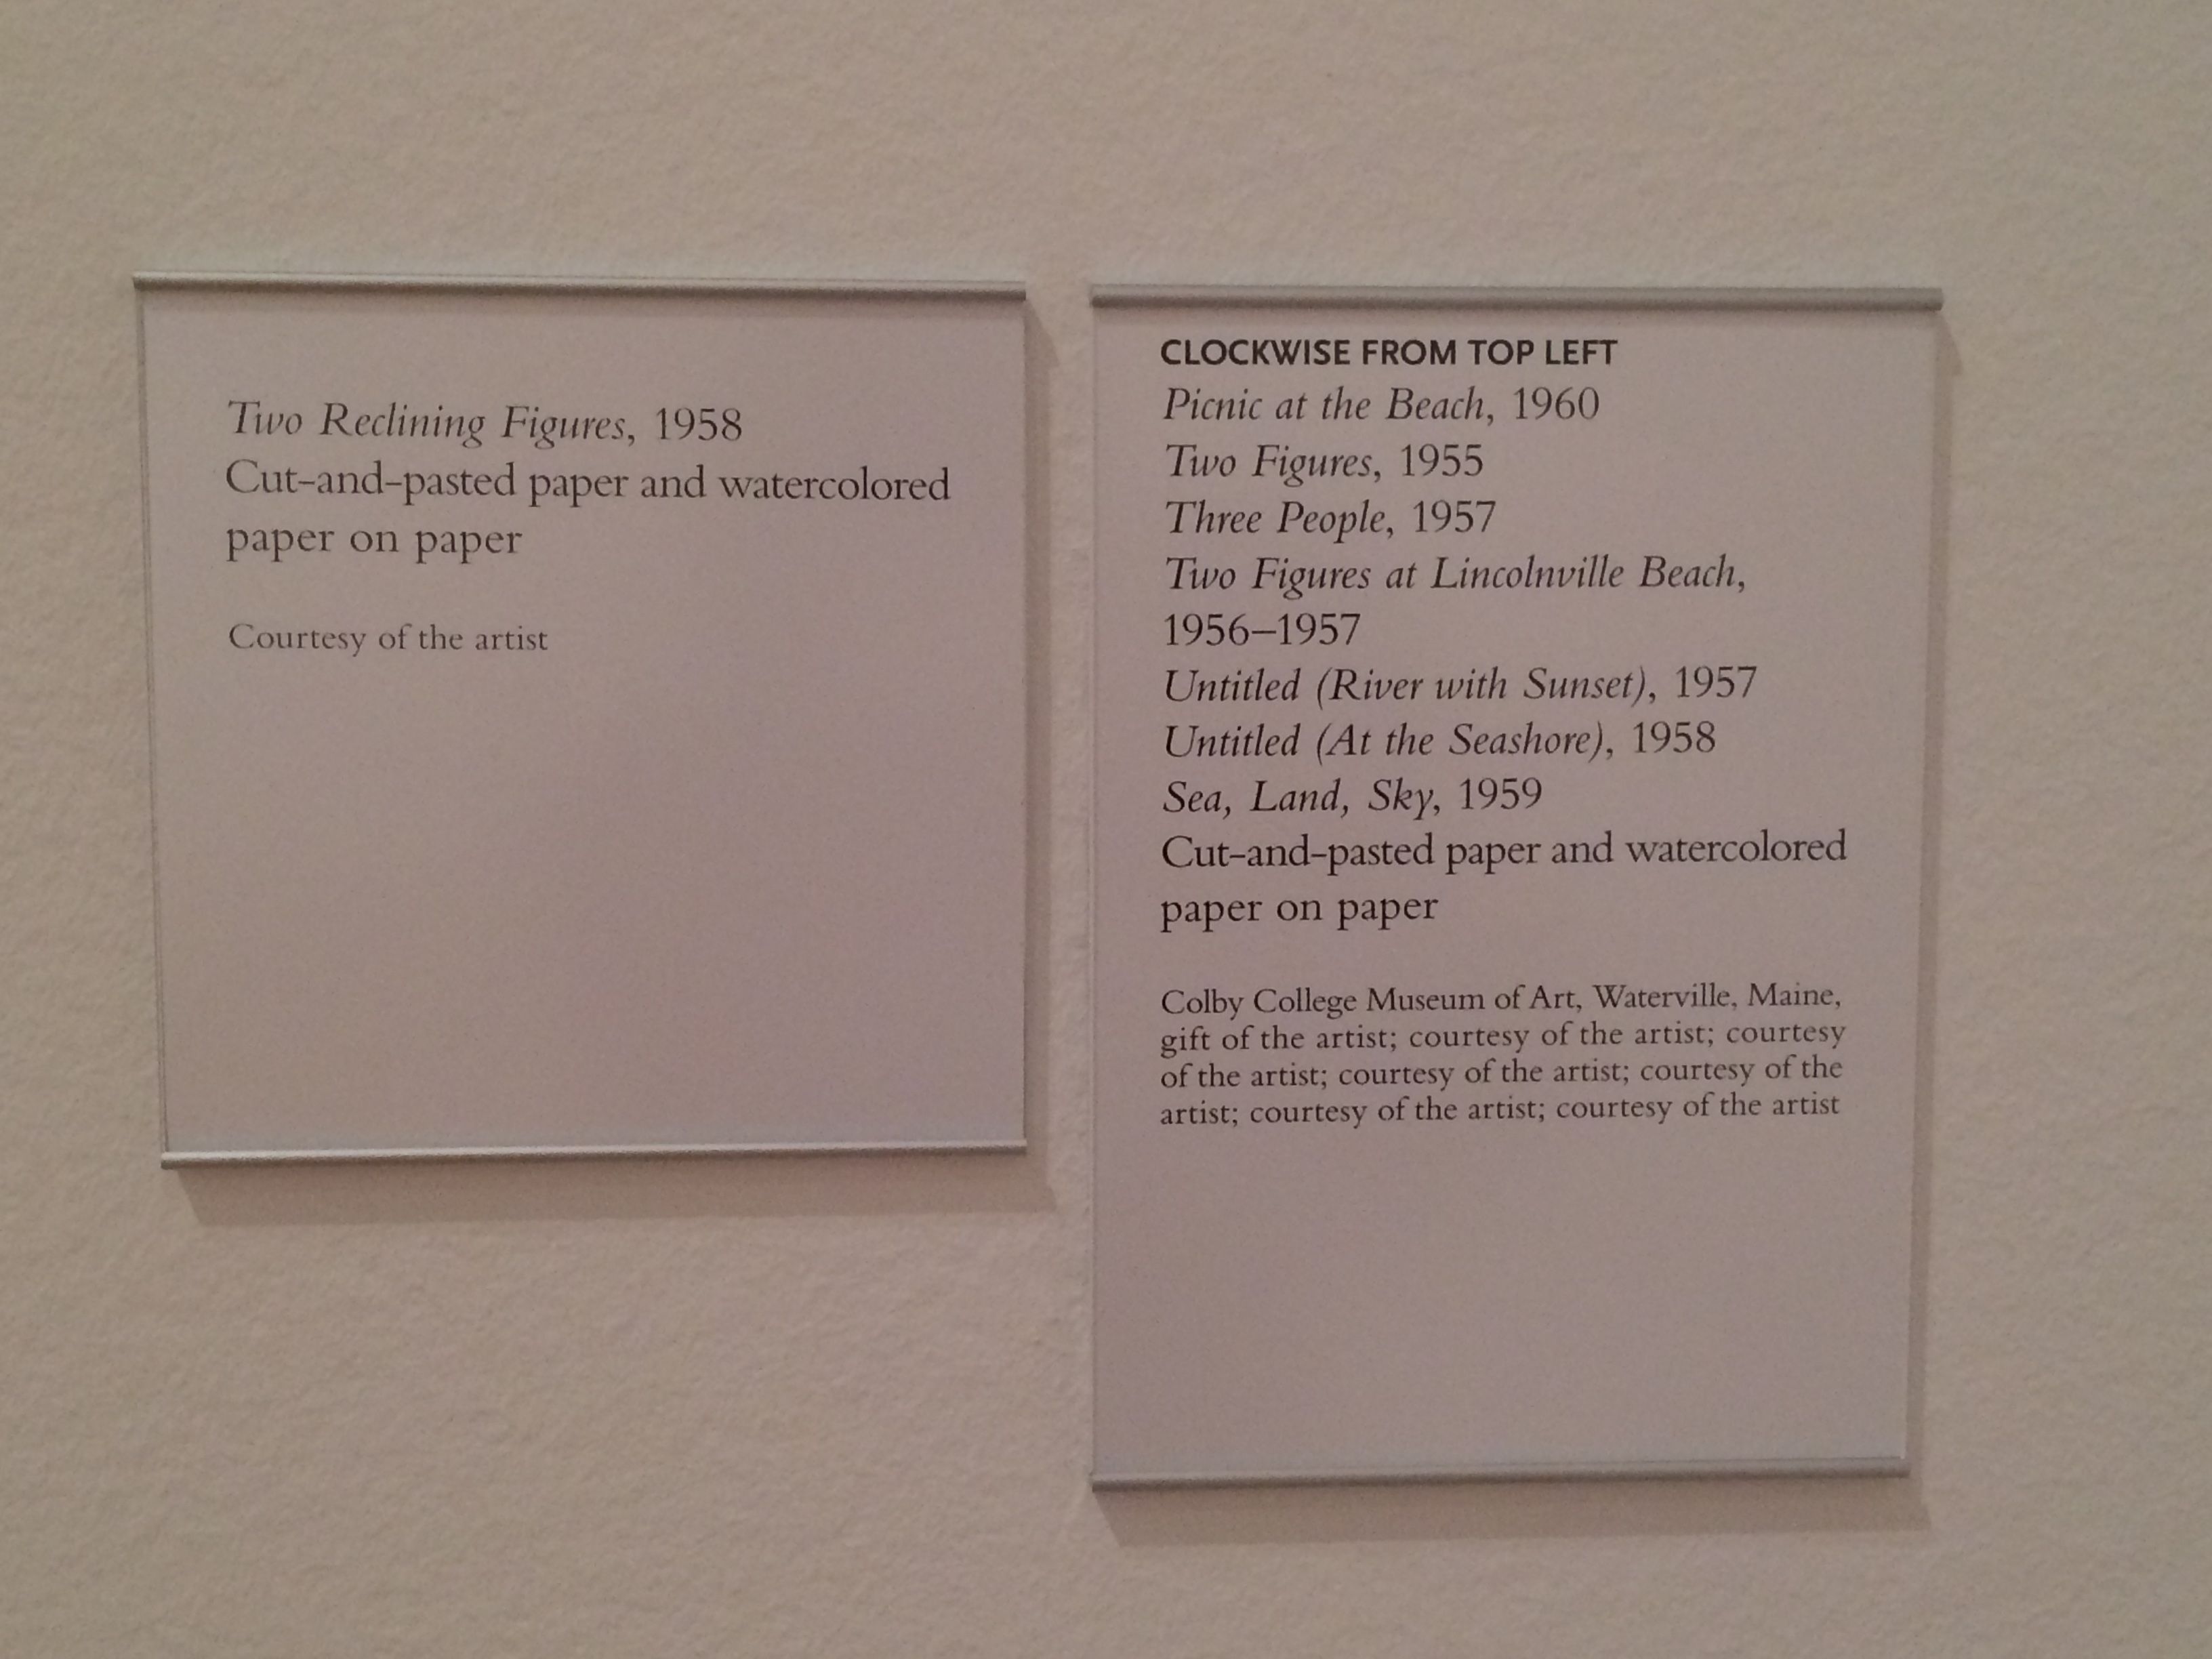 Two Reclining Figures, 1958
Cut-and-pasted paper and watercolored
paper on paper
Courtesy of the artist
CLOCKWISE FROM TOP LEFT
Picnic at the Beach, 1960
Two Figures, 1955
Three People, 1957
Two Figures at Lincolnville Beach,
1956–1957
Untitled (River with Sunset), 1957
Untitled (At the Seashore), 1958
Sea, Land, Sky, 1959
Cut-and-pasted paper and watercolored
paper on paper
Colby College Museum of Art, Waterville, Maine,
gift of the artist; courtesy of the artist; courtesy
of the artist; courtesy of the artist; courtesy of the
artist; courtesy of the artist; courtesy of the artist